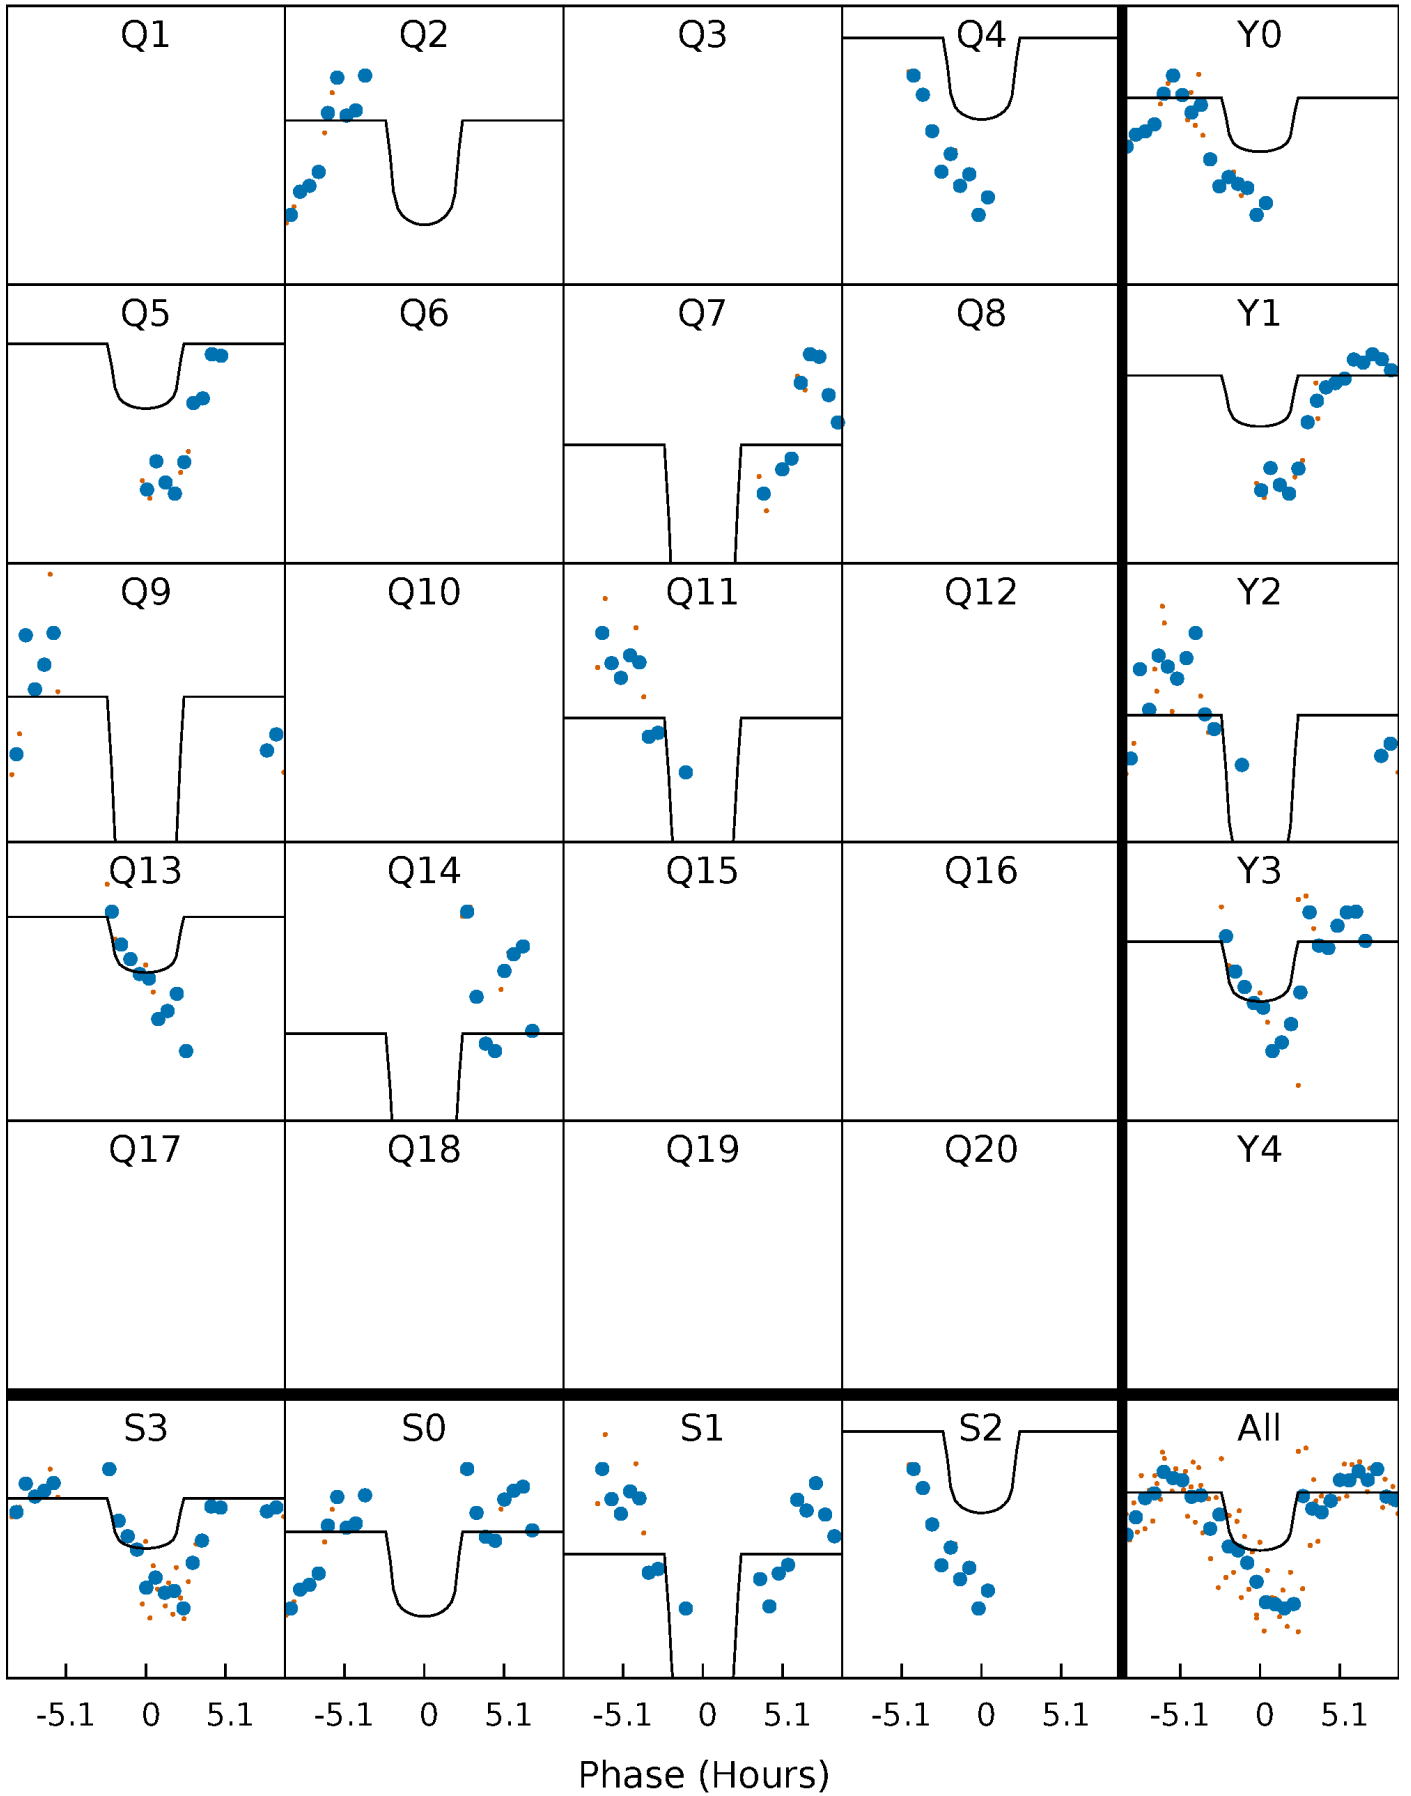 Q1 Q2 Q3 Q4 Y0
Q5 Q6 Q7 Q8 Y1
Q9 Q10 Q11 Q12 Y2
Q13 Q14 Q15 Q16 Y3
Q17 Q18 Q19 Q20 Y4
S3 S0 S1 S2 All
-5.1 0 5.1 -5.1 0 5.1 -5.1 0 5.1 -5.1 0 5.1 -5.1 0 5.1
Phase (Hours)